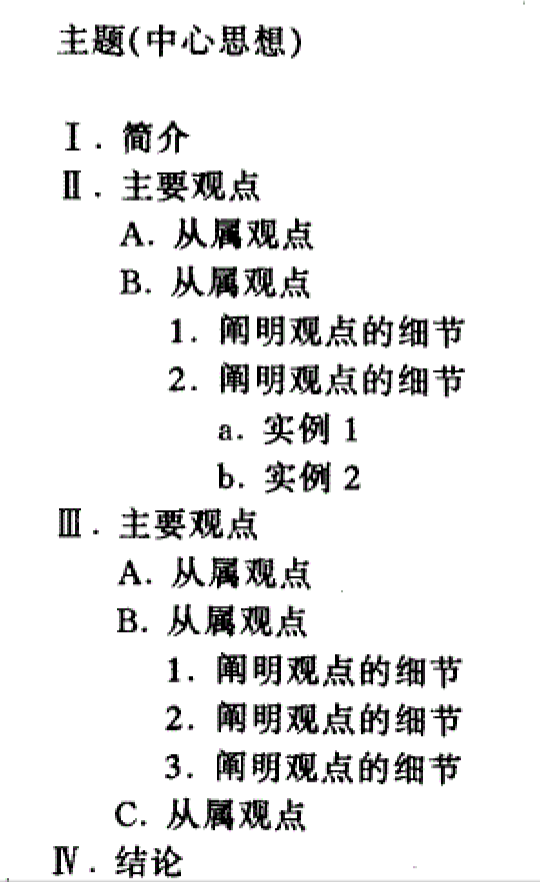 主题(中心思想)
Ⅰ. 简介
Ⅱ. 主要观点
A. 从属观点
B. 从属观点
1. 阐明观点的细节
2. 阐明观点的细节
a. 实例 1
b. 实例 2
Ⅲ. 主要观点
A. 从属观点
B. 从属观点
1. 阐明观点的细节
2. 阐明观点的细节
3. 阐明观点的细节
C. 从属观点
Ⅳ. 结论